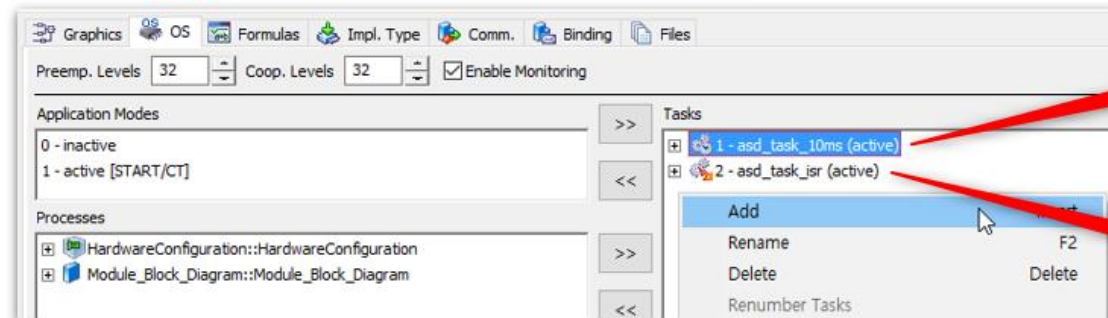 Graphics OS Formulas Impl. Type Comm. Binding Files
Preemp. Levels 32 Coop. Levels 32 Enable Monitoring
Application Modes
0 - inactive
1 - active [START/CT]
>>
<<
Processes
HardwareConfiguration::HardwareConfiguration
Module_Block_Diagram::Module_Block_Diagram
>>
<<
Tasks
1 - asd_task_10ms (active)
2 - asd_task_isr (active)
Add
Rename F2
Delete Delete
Renumber Tasks